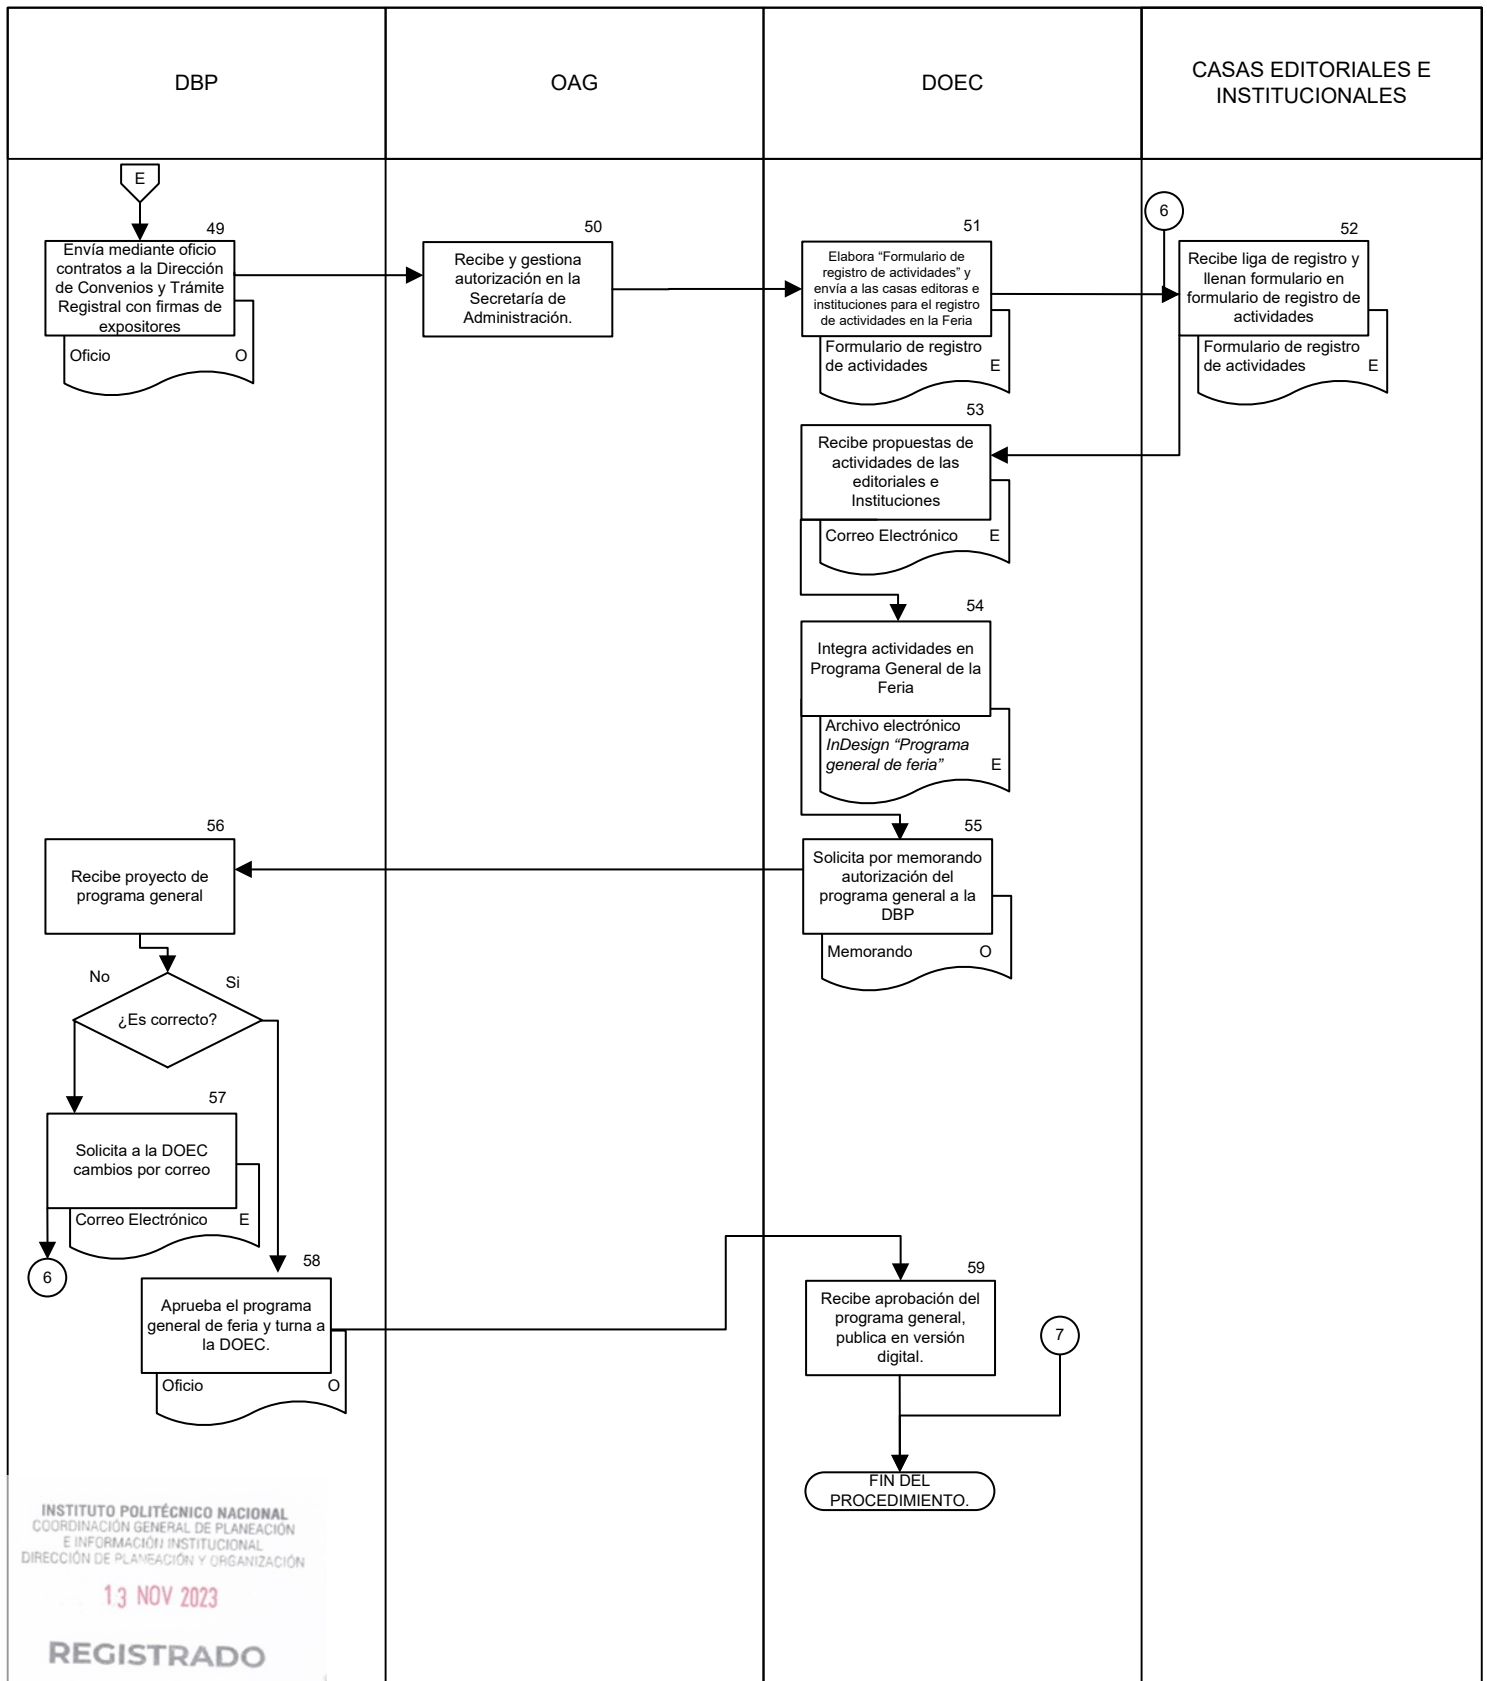 DBP
OAG
DOEC
CASAS EDITORIALES E
INSTITUCIONALES
E
49
Envía mediante oficio
contratos a la Dirección
de Convenios y Trámite
Registral con firmas de
expositores
Oficio O
50
Recibe y gestiona
autorización en la
Secretaría de
Administración.
51
Elabora “Formulario de
registro de actividades” y
envía a las casas editoras e
instituciones para el registro
de actividades en la Feria
Formulario de registro
de actividades E
6
52
Recibe liga de registro y
llenan formulario en
formulario de registro de
actividades
Formulario de registro
de actividades E
53
Recibe propuestas de
actividades de las
editoriales e
Instituciones
Correo Electrónico E
54
Integra actividades en
Programa General de la
Feria
Archivo electrónico
InDesign “Programa
general de feria” E
55
Solicita por memorando
autorización del
programa general a la
DBP
Memorando O
56
Recibe proyecto de
programa general
No
Si
¿Es correcto?
57
Solicita a la DOEC
cambios por correo
Correo Electrónico E
6
58
Aprueba el programa
general de feria y turna a
la DOEC.
Oficio O
59
Recibe aprobación del
programa general,
publica en versión
digital.
7
FIN DEL
PROCEDIMIENTO.
INSTITUTO POLITÉCNICO NACIONAL
COORDINACIÓN GENERAL DE PLANEACIÓN
E INFORMACIÓN INSTITUCIONAL
DIRECCIÓN DE PLANEACIÓN Y ORGANIZACIÓN
13 NOV 2023
REGISTRADO